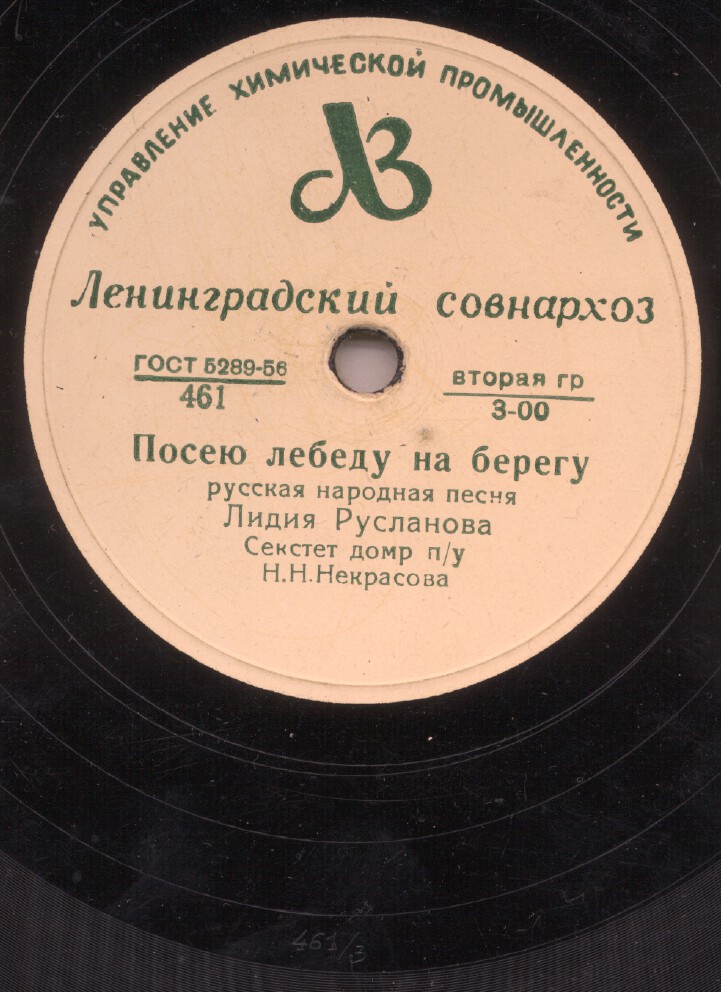 УПРАВЛЕНИЕ ХИМИЧЕСКОЙ ПРОМЫШЛЕННОСТИ
ЛЗ
Ленинградский совнархоз
ГОСТ 5289-56
461
вторая гр
3-00
Посею лебеду на берегу
русская народная песня
Лидия Русланова
Секстет домр п/у
Н.Н.Некрасова
461/3